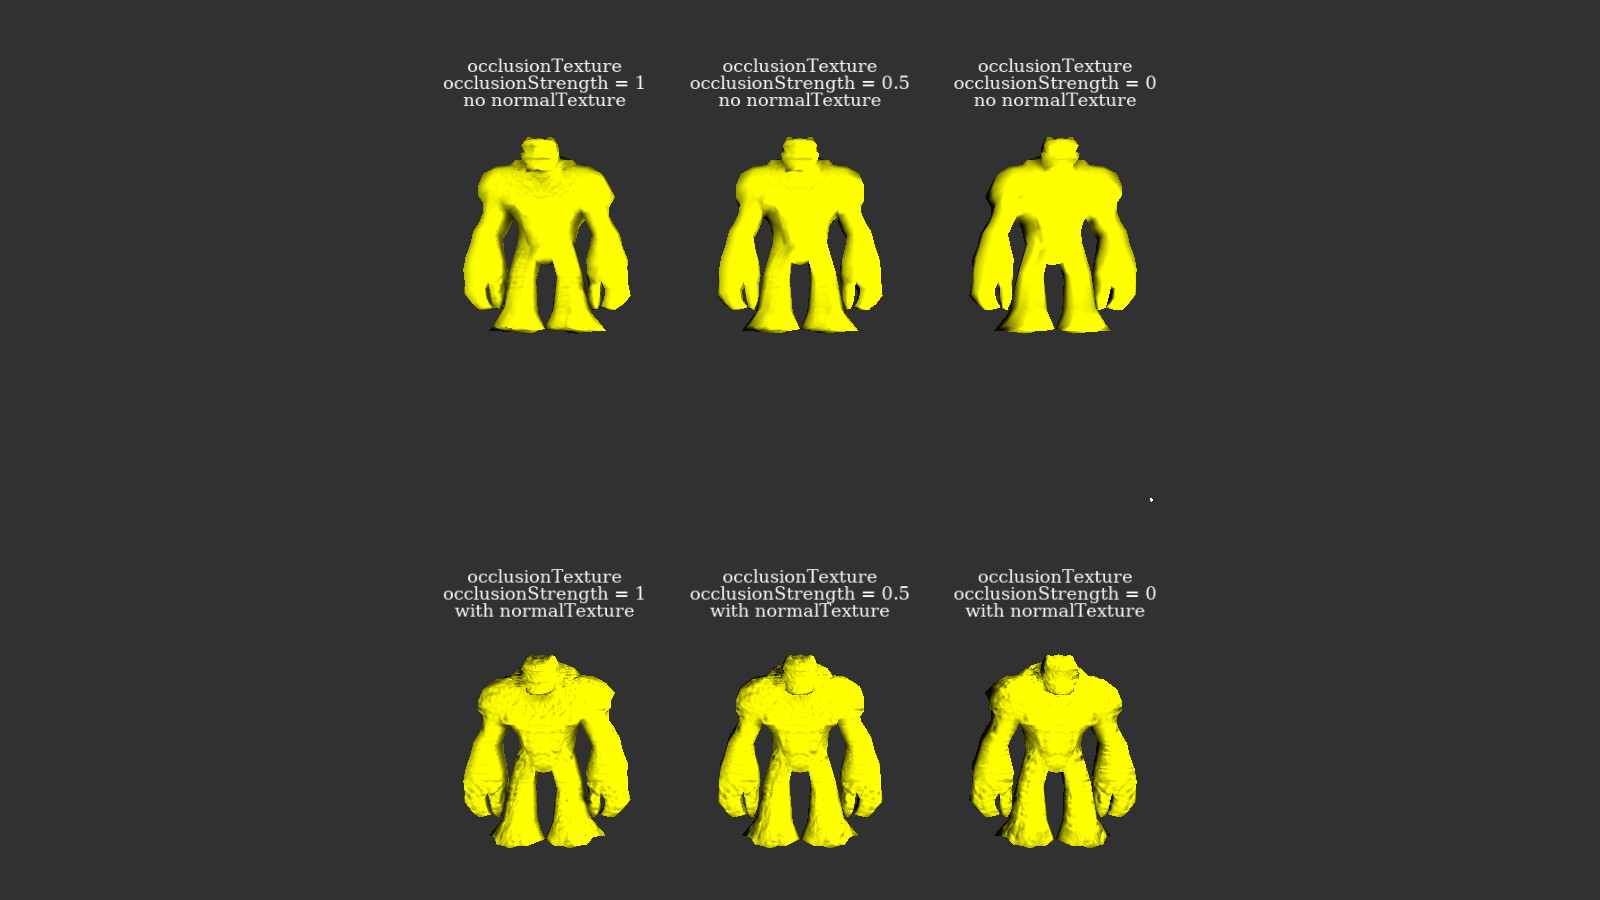 occlusionTexture
occlusionStrength = 1
no normalTexture
occlusionTexture
occlusionStrength = 0.5
no normalTexture
occlusionTexture
occlusionStrength = 0
no normalTexture
occlusionTexture
occlusionStrength = 1
with normalTexture
occlusionTexture
occlusionStrength = 0.5
with normalTexture
occlusionTexture
occlusionStrength = 0
with normalTexture